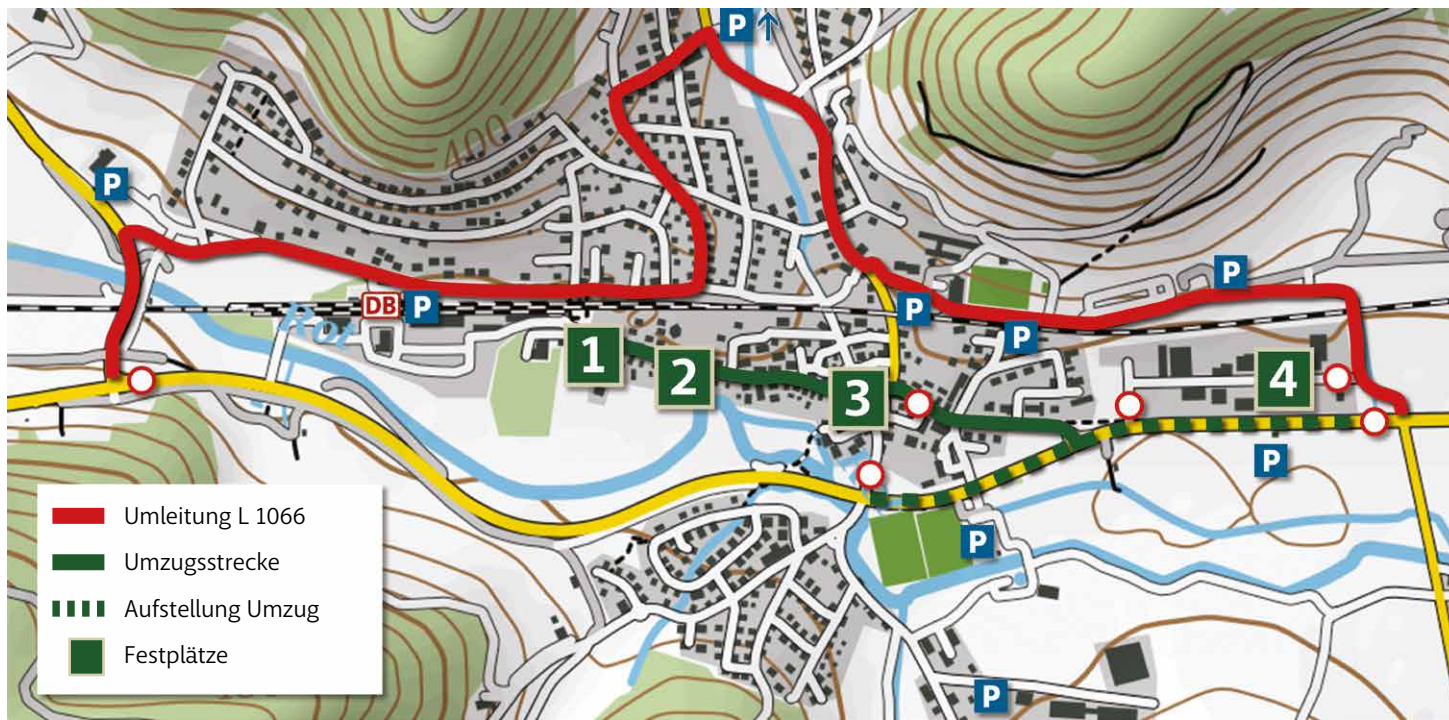 P
400
P
P
DB
P
P
P
Rot
1
2
3
4
P
P
P
Umleitung L 1066
Umzugsstrecke
Aufstellung Umzug
Festplätze